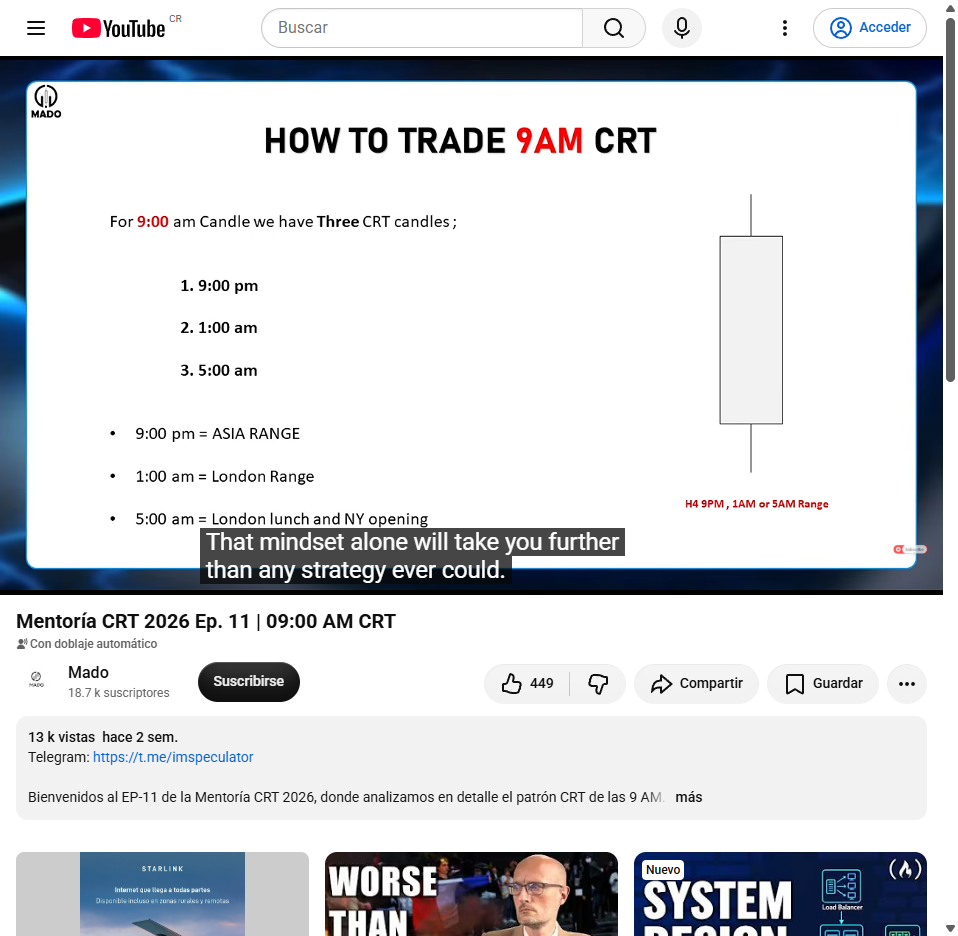 YouTube CR
Buscar
Acceder
MADO
HOW TO TRADE 9AM CRT
For 9:00 am Candle we have Three CRT candles ;
1. 9:00 pm
2. 1:00 am
3. 5:00 am
• 9:00 pm = ASIA RANGE
• 1:00 am = London Range
• 5:00 am = London lunch and NY opening
H4 9PM , 1AM or 5AM Range
That mindset alone will take you further
than any strategy ever could.
Mentoría CRT 2026 Ep. 11 | 09:00 AM CRT
Con doblaje automático
MADO
Mado
18.7 k suscriptores
Suscribirse
449
Compartir
Guardar
13 k vistas hace 2 sem.
Telegram: https://t.me/imspeculator
Bienvenidos al EP-11 de la Mentoría CRT 2026, donde analizamos en detalle el patrón CRT de las 9 AM. más
STARLINK
Internet que llega a todas partes
Disponible incluso en zonas rurales y remotas
WORSE
THAN
Nuevo
SYSTEM
DESIGN
Load Balancer